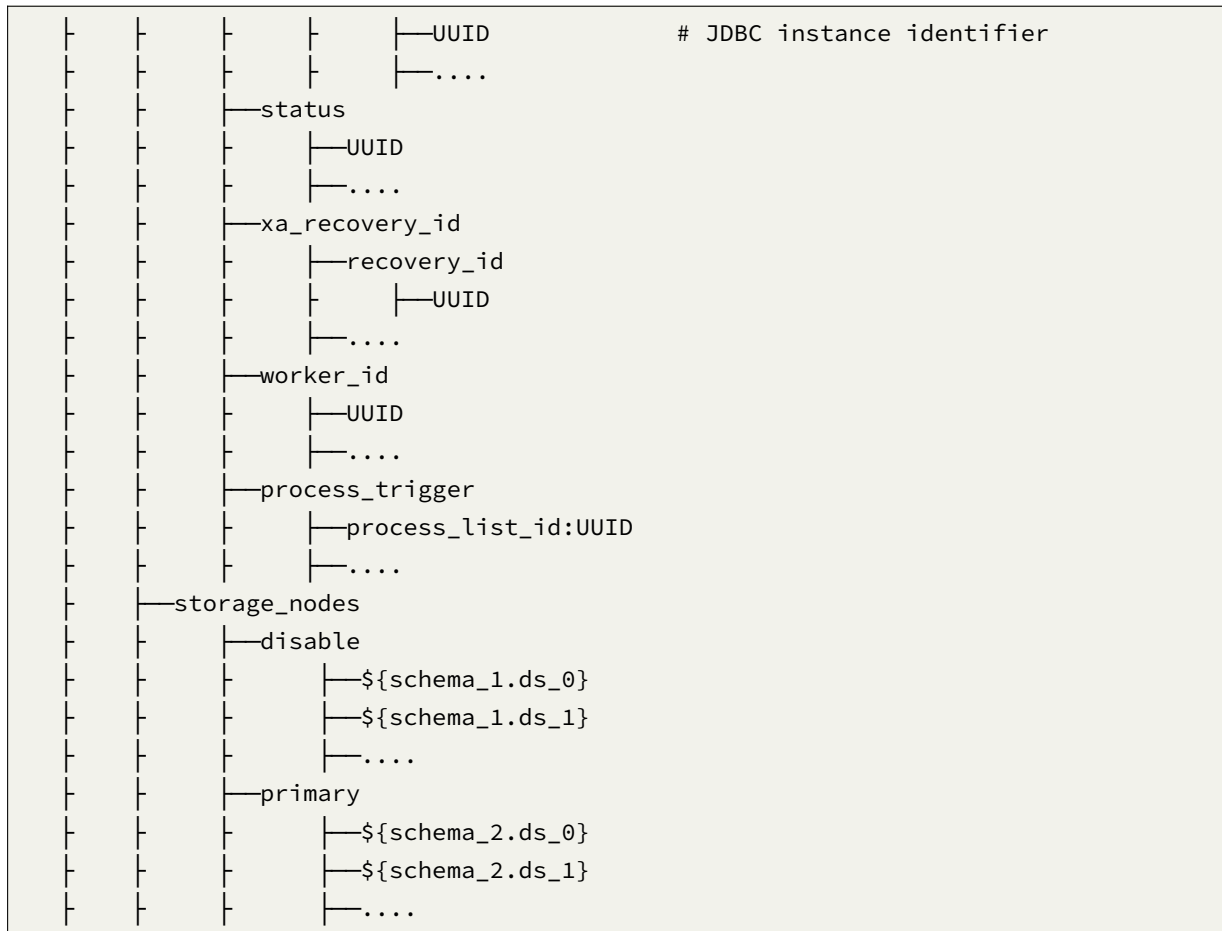 ├      ├      ├      ├      ├──UUID               # JDBC instance identifier
├      ├      ├      ├      ├──....
├      ├      ├──status
├      ├      ├      ├──UUID
├      ├      ├      ├──....
├      ├      ├──xa_recovery_id
├      ├      ├      ├──recovery_id
├      ├      ├      ├      ├──UUID
├      ├      ├      ├──....
├      ├      ├──worker_id
├      ├      ├      ├──UUID
├      ├      ├      ├──....
├      ├      ├──process_trigger
├      ├      ├      ├──process_list_id:UUID
├      ├      ├      ├──....
├      ├──storage_nodes
├      ├      ├──disable
├      ├      ├       ├──${schema_1.ds_0}
├      ├      ├       ├──${schema_1.ds_1}
├      ├      ├       ├──....
├      ├      ├──primary
├      ├      ├       ├──${schema_2.ds_0}
├      ├      ├       ├──${schema_2.ds_1}
├      ├      ├       ├──....